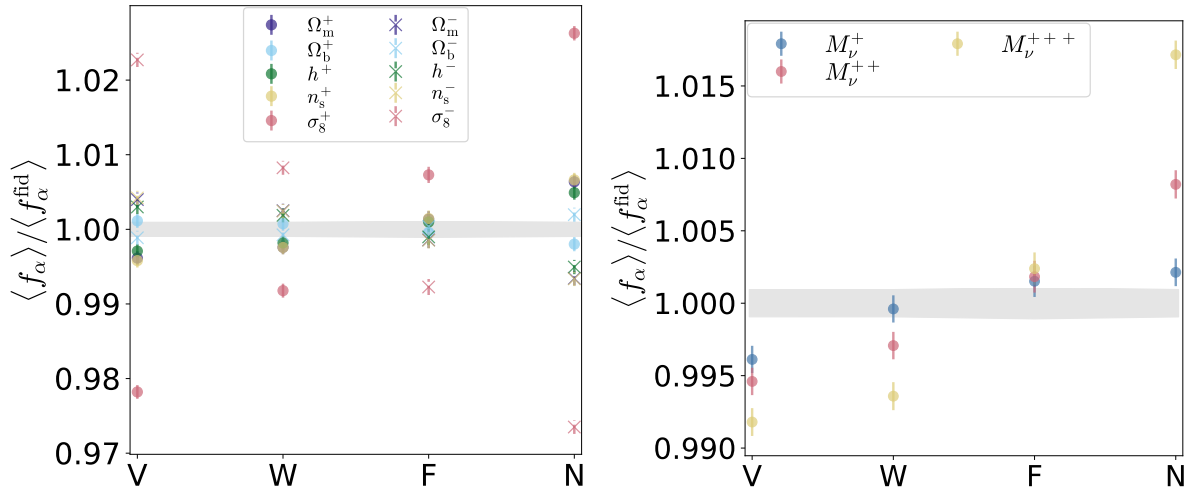 ⟨f_α⟩/⟨f_α^fid⟩
1.02
1.01
1.00
0.99
0.98
0.97
V W F N
Ω_m^+ Ω_m^-
Ω_b^+ Ω_b^-
h^+ h^-
n_s^+ n_s^-
σ_8^+ σ_8^-
⟨f_α⟩/⟨f_α^fid⟩
1.015
1.010
1.005
1.000
0.995
0.990
V W F N
M_ν^+ M_ν^{+++}
M_ν^{++}